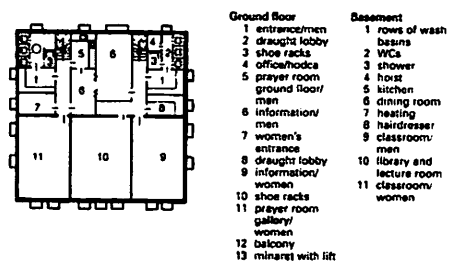 5 6 4 2
3 3
1 6 1
7 8
11 10 9
Ground floor
1 entrance/men
2 draught lobby
3 shoe racks
4 office/hodca
5 prayer room
ground floor/
men
6 information/
men
7 women's
entrance
8 draught lobby
9 information/
women
10 shoe racks
11 prayer room
gallery/
women
12 balcony
13 minaret with lift
Basement
1 rows of wash
basins
2 WCs
3 shower
4 hoist
5 kitchen
6 dining room
7 heating
8 hairdresser
9 classroom/
men
10 library and
lecture room
11 classroom/
women